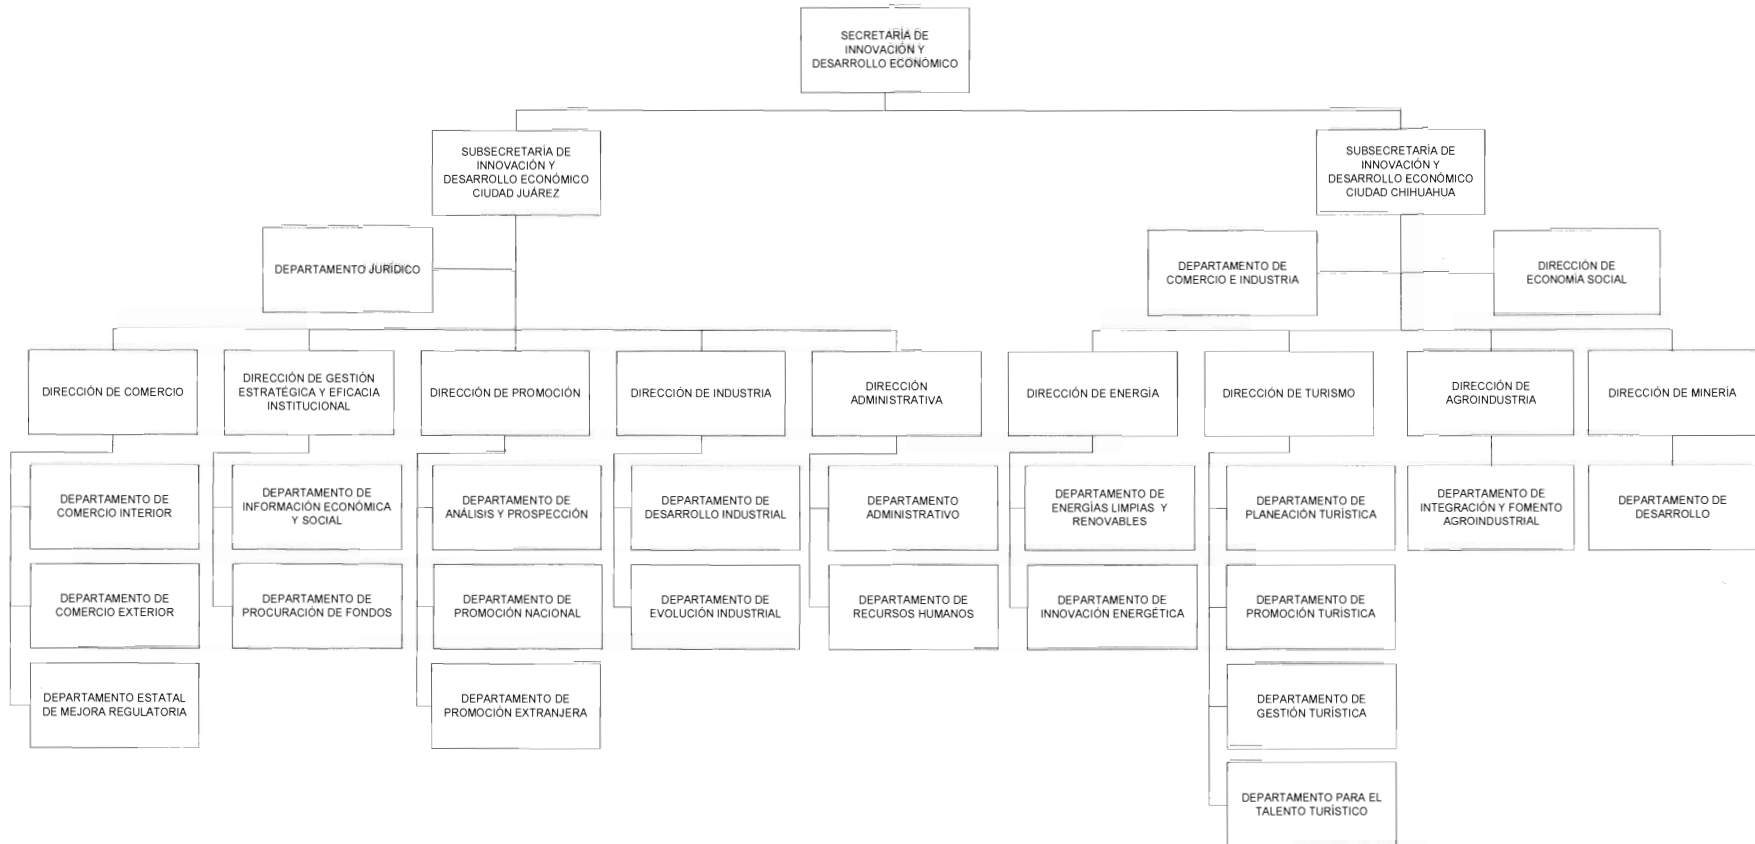 SECRETARÍA DE
INNOVACIÓN Y
DESARROLLO ECONÓMICO
SUBSECRETARÍA DE
INNOVACIÓN Y
DESARROLLO ECONÓMICO
CIUDAD JUÁREZ
SUBSECRETARÍA DE
INNOVACIÓN Y
DESARROLLO ECONÓMICO
CIUDAD CHIHUAHUA
DEPARTAMENTO JURÍDICO
DEPARTAMENTO DE
COMERCIO E INDUSTRIA
DIRECCIÓN DE
ECONOMÍA SOCIAL
DIRECCIÓN DE COMERCIO
DIRECCIÓN DE GESTIÓN
ESTRATÉGICA Y EFICACIA
INSTITUCIONAL
DIRECCIÓN DE PROMOCIÓN
DIRECCIÓN DE INDUSTRIA
DIRECCIÓN
ADMINISTRATIVA
DIRECCIÓN DE ENERGÍA
DIRECCIÓN DE TURISMO
DIRECCIÓN DE
AGROINDUSTRIA
DIRECCIÓN DE MINERÍA
DEPARTAMENTO DE
COMERCIO INTERIOR
DEPARTAMENTO DE
INFORMACIÓN ECONÓMICA
Y SOCIAL
DEPARTAMENTO DE
ANÁLISIS Y PROSPECCIÓN
DEPARTAMENTO DE
DESARROLLO INDUSTRIAL
DEPARTAMENTO
ADMINISTRATIVO
DEPARTAMENTO DE
ENERGÍAS LIMPIAS Y
RENOVABLES
DEPARTAMENTO DE
PLANEACIÓN TURÍSTICA
DEPARTAMENTO DE
INTEGRACIÓN Y FOMENTO
AGROINDUSTRIAL
DEPARTAMENTO DE
DESARROLLO
DEPARTAMENTO DE
COMERCIO EXTERIOR
DEPARTAMENTO DE
PROCURACIÓN DE FONDOS
DEPARTAMENTO DE
PROMOCIÓN NACIONAL
DEPARTAMENTO DE
EVOLUCIÓN INDUSTRIAL
DEPARTAMENTO DE
RECURSOS HUMANOS
DEPARTAMENTO DE
INNOVACIÓN ENERGÉTICA
DEPARTAMENTO DE
PROMOCIÓN TURÍSTICA
DEPARTAMENTO ESTATAL
DE MEJORA REGULATORIA
DEPARTAMENTO DE
PROMOCIÓN EXTRANJERA
DEPARTAMENTO DE
GESTIÓN TURÍSTICA
DEPARTAMENTO PARA EL
TALENTO TURÍSTICO